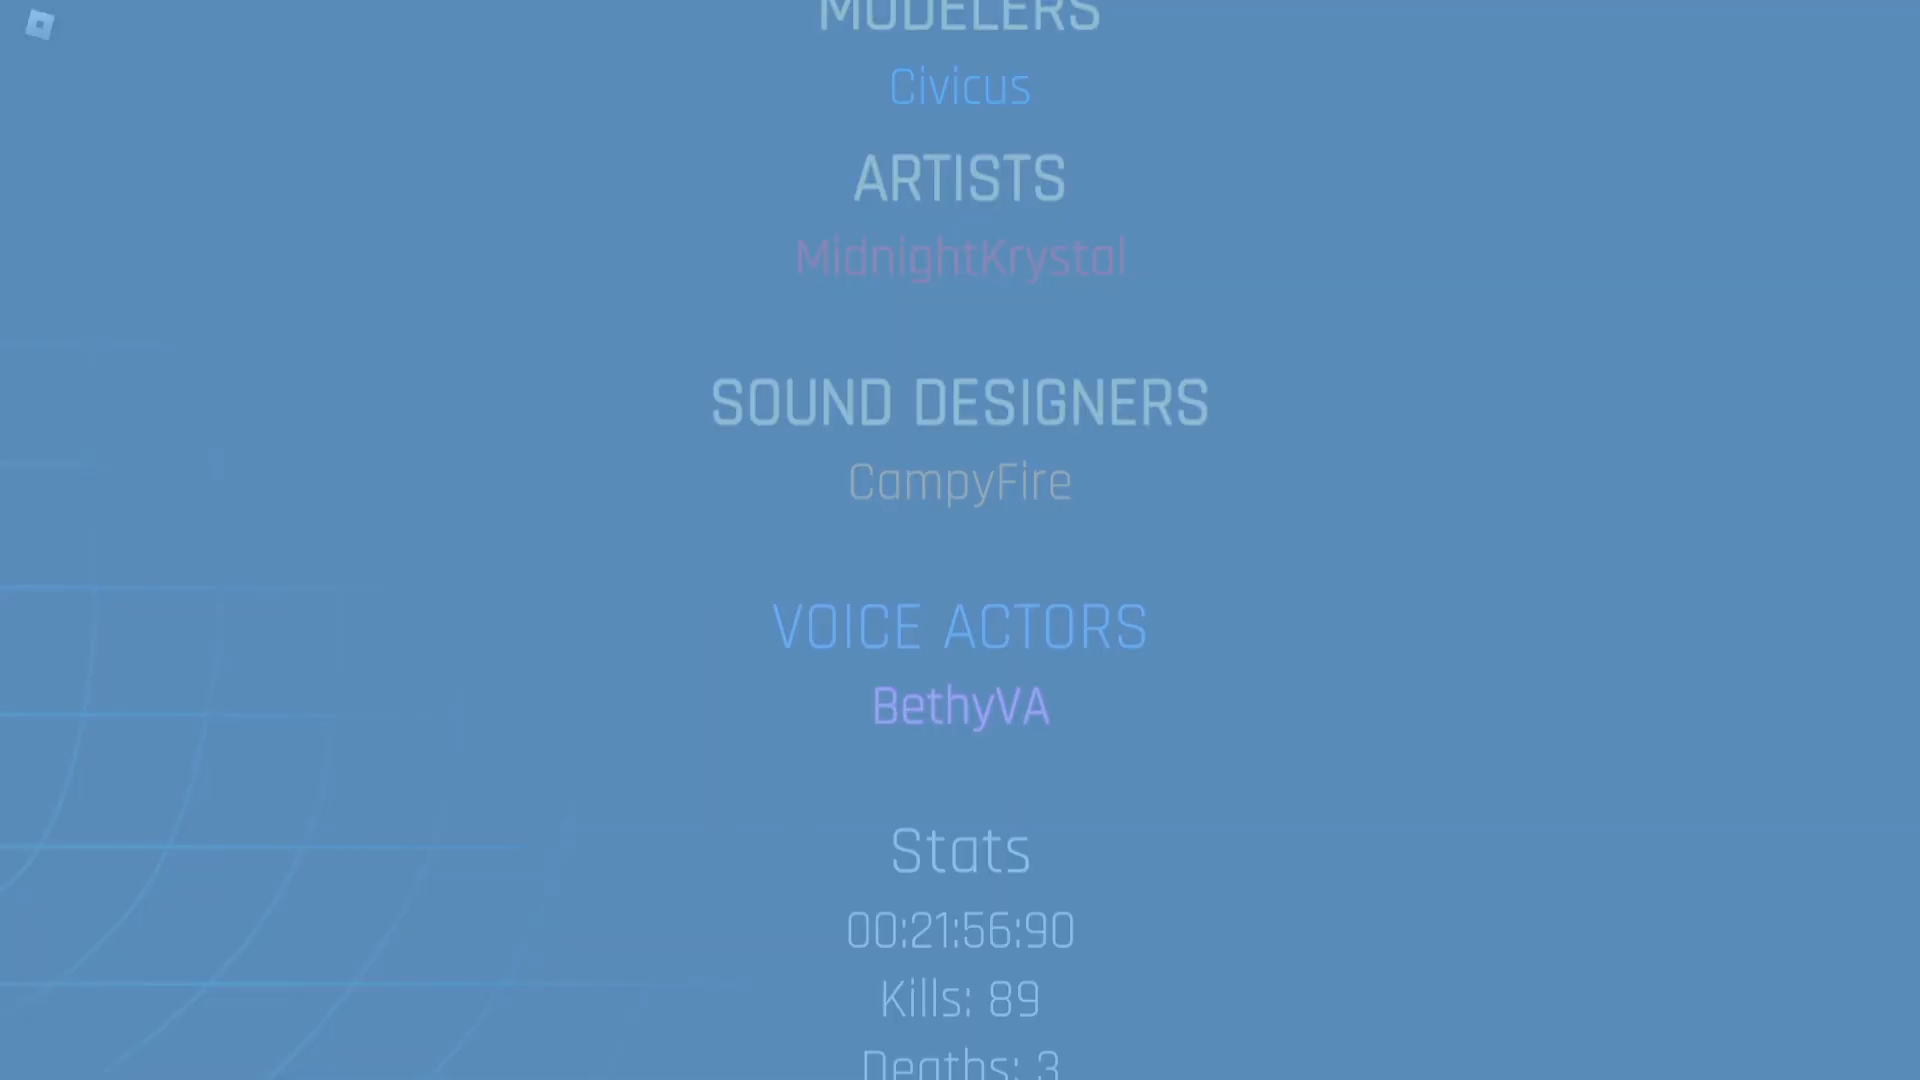 MODELERS
Civicus
ARTISTS
MidnightKrystal
SOUND DESIGNERS
CampyFire
VOICE ACTORS
BethyVA
Stats
00:21:56:90
Kills: 89
Deaths: 3